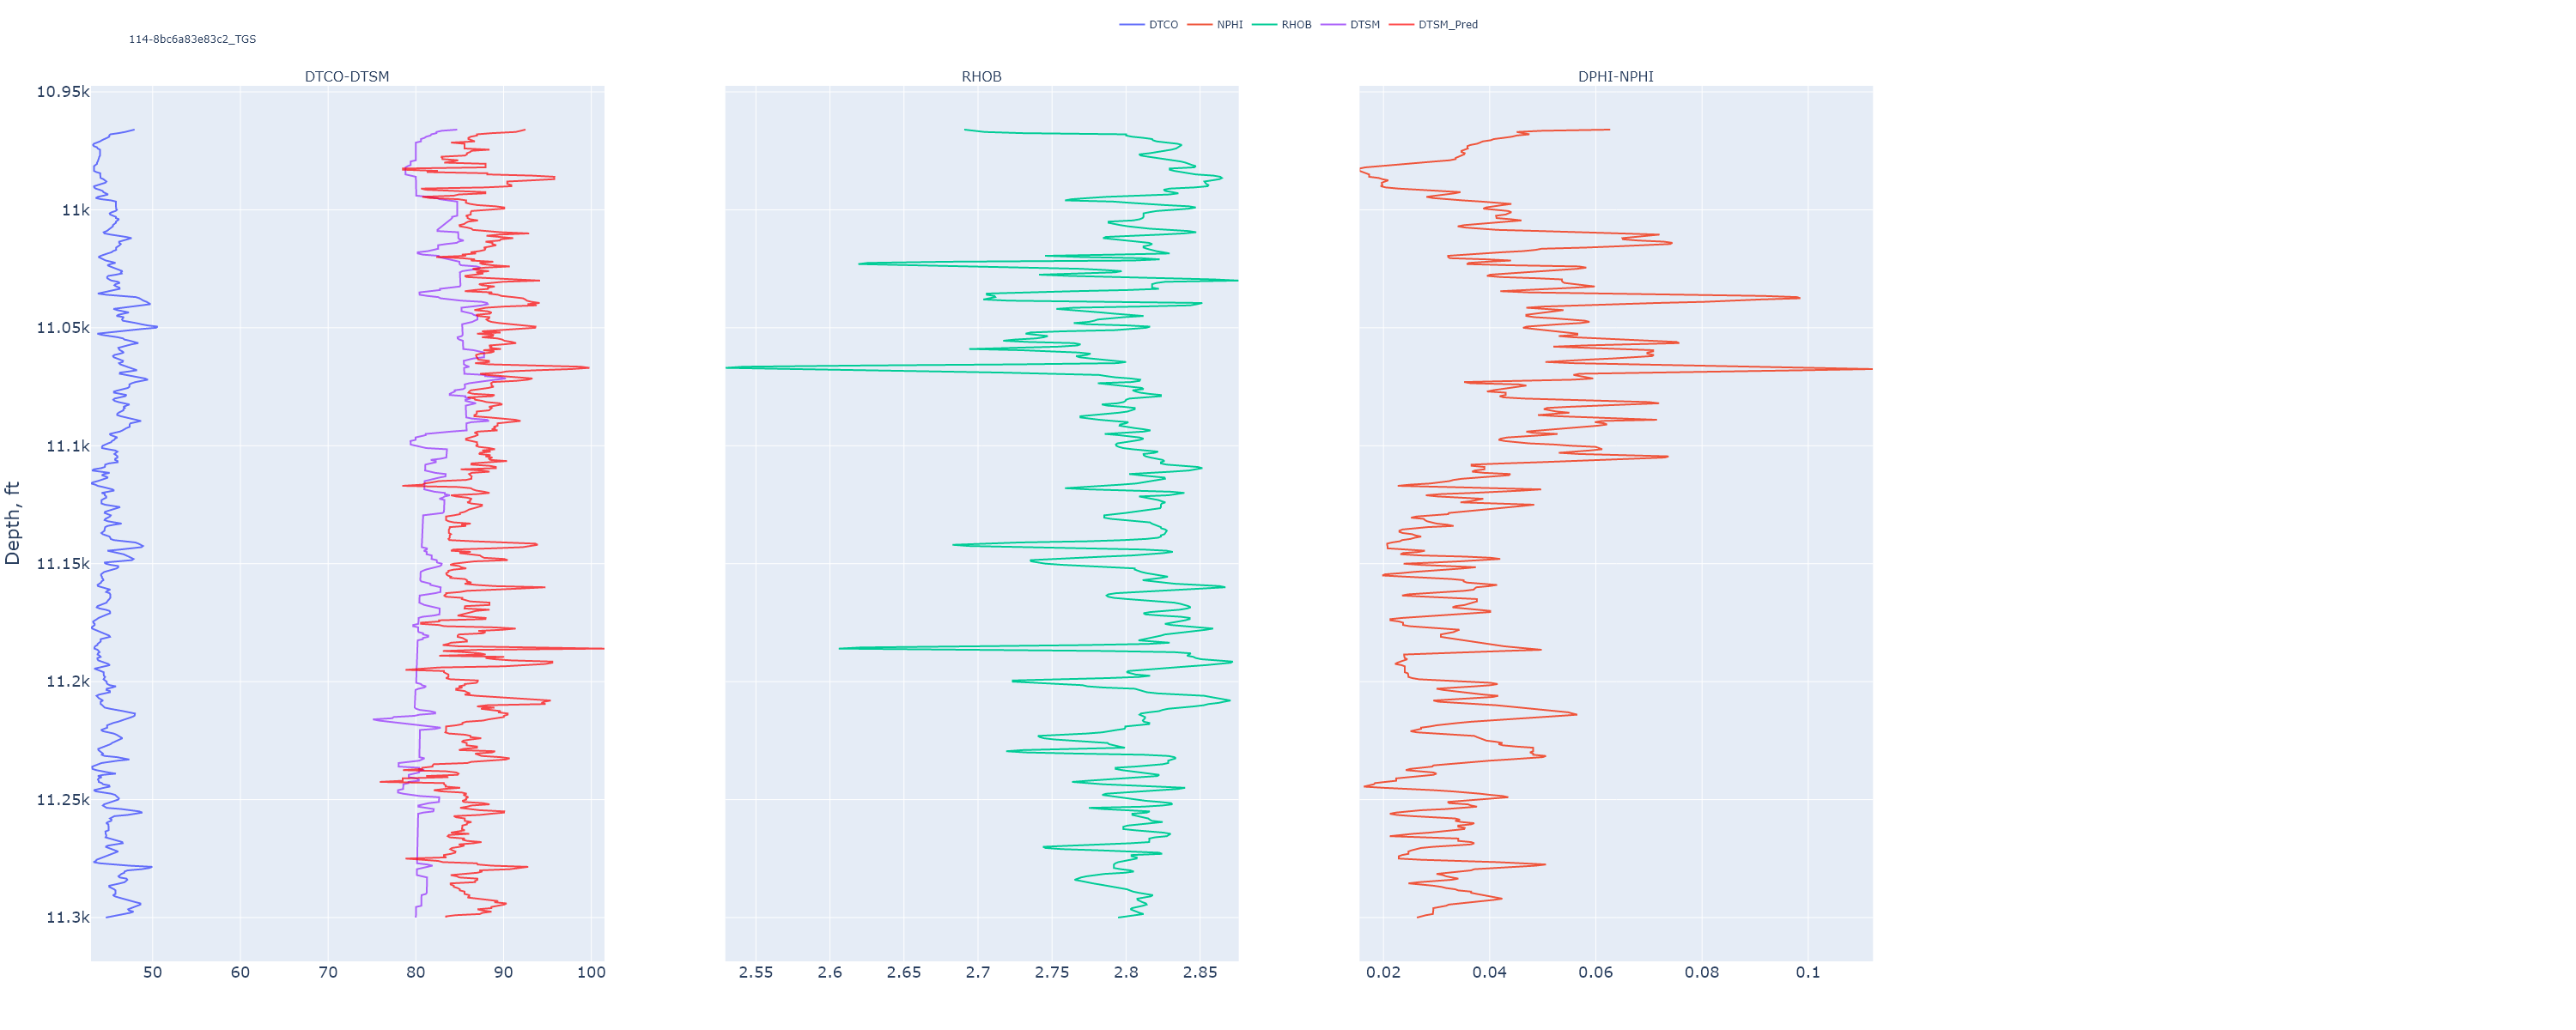 DTCO NPHI RHOB DTSM DTSM_Pred
114-8bc6a83e83c2_TGS
DTCO-DTSM RHOB DPHI-NPHI
Depth, ft
10.95k
11k
11.05k
11.1k
11.15k
11.2k
11.25k
11.3k
50 60 70 80 90 100
2.55 2.6 2.65 2.7 2.75 2.8 2.85
0.02 0.04 0.06 0.08 0.1